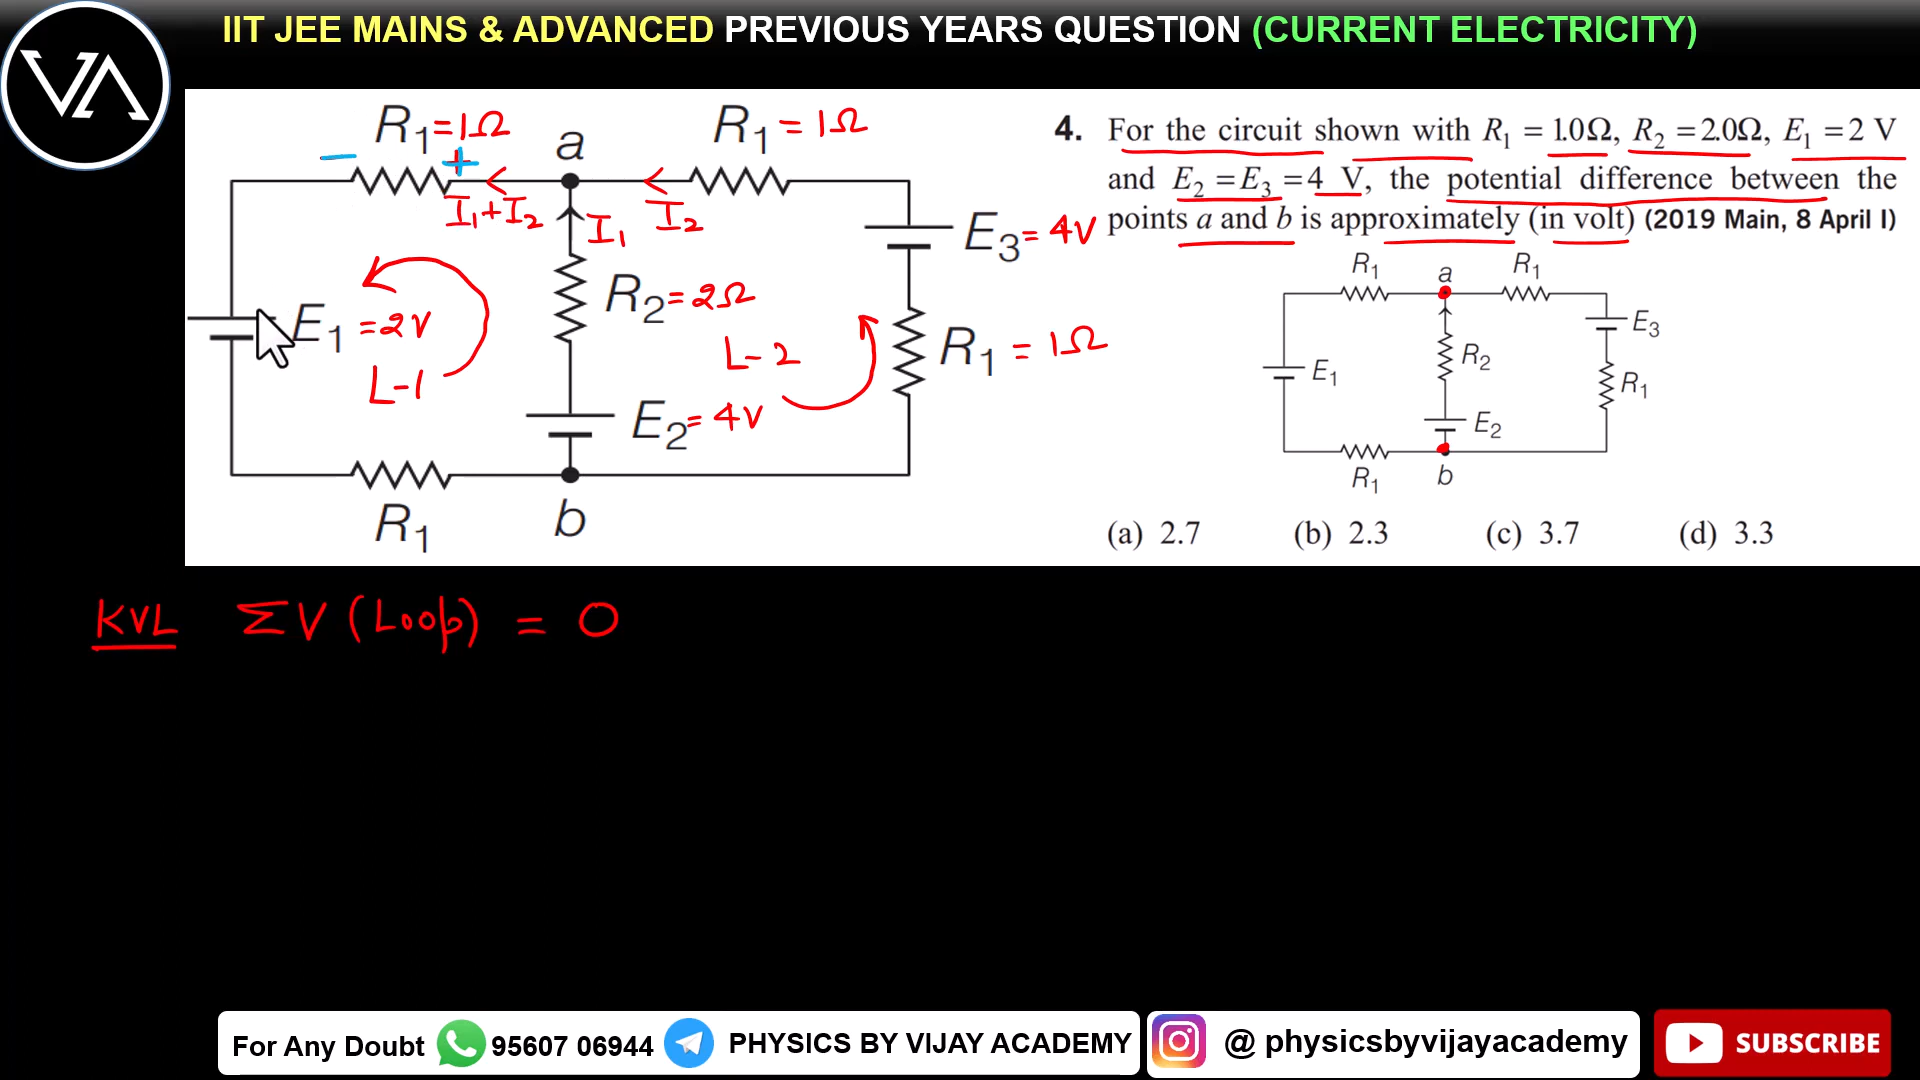 VA
IIT JEE MAINS & ADVANCED PREVIOUS YEARS QUESTION (CURRENT ELECTRICITY)
R1 = 1Ω
a
R1 = 1Ω
− +
I1+I2
I1
I2
E3 = 4V
E1 = 2V
R2 = 2Ω
L-1
L-2
R1 = 1Ω
E2 = 4V
R1
b
4. For the circuit shown with R1 = 1.0Ω, R2 = 2.0Ω, E1 = 2 V
and E2 = E3 = 4 V, the potential difference between the
points a and b is approximately (in volt) (2019 Main, 8 April I)
R1
a
R1
E3
R2
E1
R1
E2
R1
b
(a) 2.7 (b) 2.3 (c) 3.7 (d) 3.3
KVL ΣV (Loop) = 0
For Any Doubt 95607 06944 PHYSICS BY VIJAY ACADEMY @ physicsbyvijayacademy SUBSCRIBE